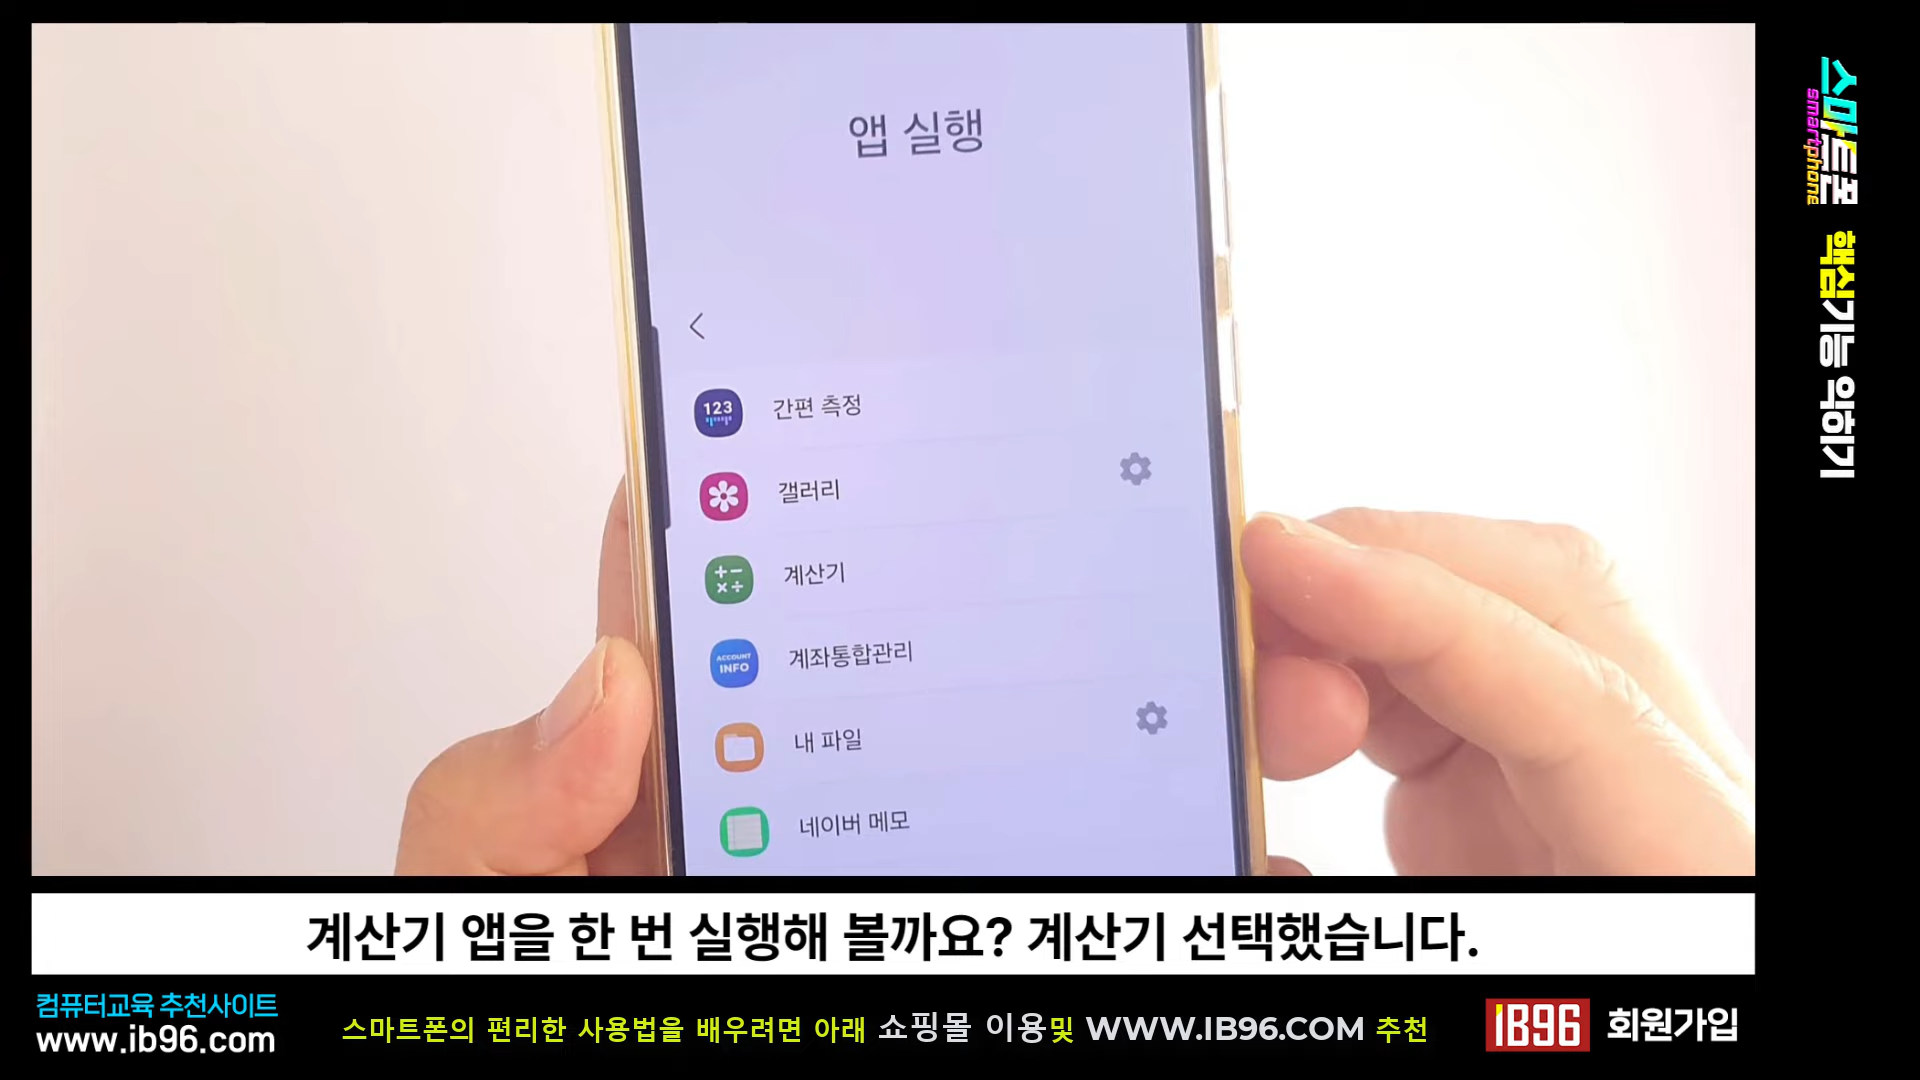 앱 실행
123
간편 측정
갤러리
계산기
ACCOUNT
INFO
계좌통합관리
내 파일
네이버 메모
스마트폰
smartphone
핵심기능 익히기
계산기 앱을 한 번 실행해 볼까요? 계산기 선택했습니다.
컴퓨터교육 추천사이트
www.ib96.com
스마트폰의 편리한 사용법을 배우려면 아래 쇼핑몰 이용및 WWW.IB96.COM 추천
IB96 회원가입